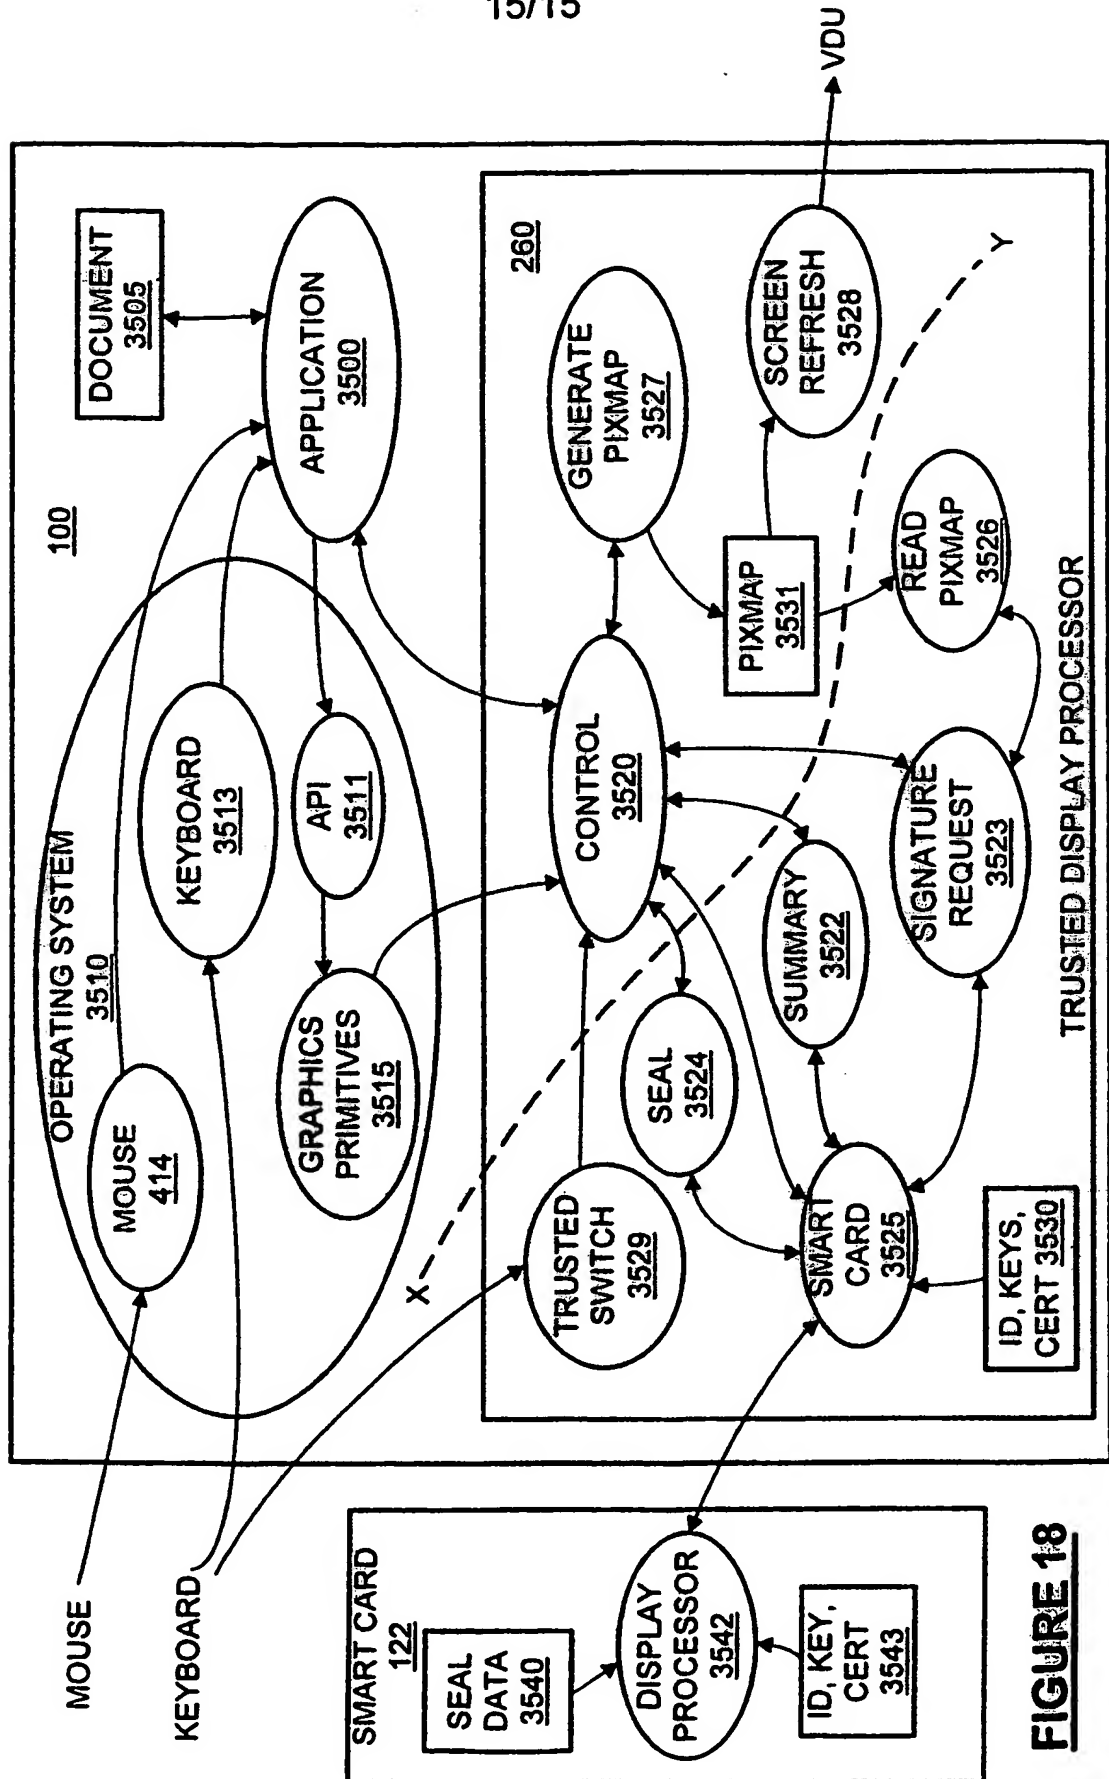 15/15
MOUSE
KEYBOARD
100
OPERATING SYSTEM
3510
MOUSE
414
KEYBOARD
3513
API
3511
GRAPHICS
PRIMITIVES
3515
DOCUMENT
3505
APPLICATION
3500
X
260
TRUSTED
SWITCH
3529
CONTROL
3520
GENERATE
PIXMAP
3527
SEAL
3524
PIXMAP
3531
SCREEN
REFRESH
3528
VDU
Y
SUMMARY
3522
SMART
CARD
3525
SIGNATURE
REQUEST
3523
READ
PIXMAP
3526
ID, KEYS,
CERT 3530
TRUSTED DISPLAY PROCESSOR
SMART CARD
122
SEAL
DATA
3540
DISPLAY
PROCESSOR
3542
ID, KEY,
CERT
3543
FIGURE 18